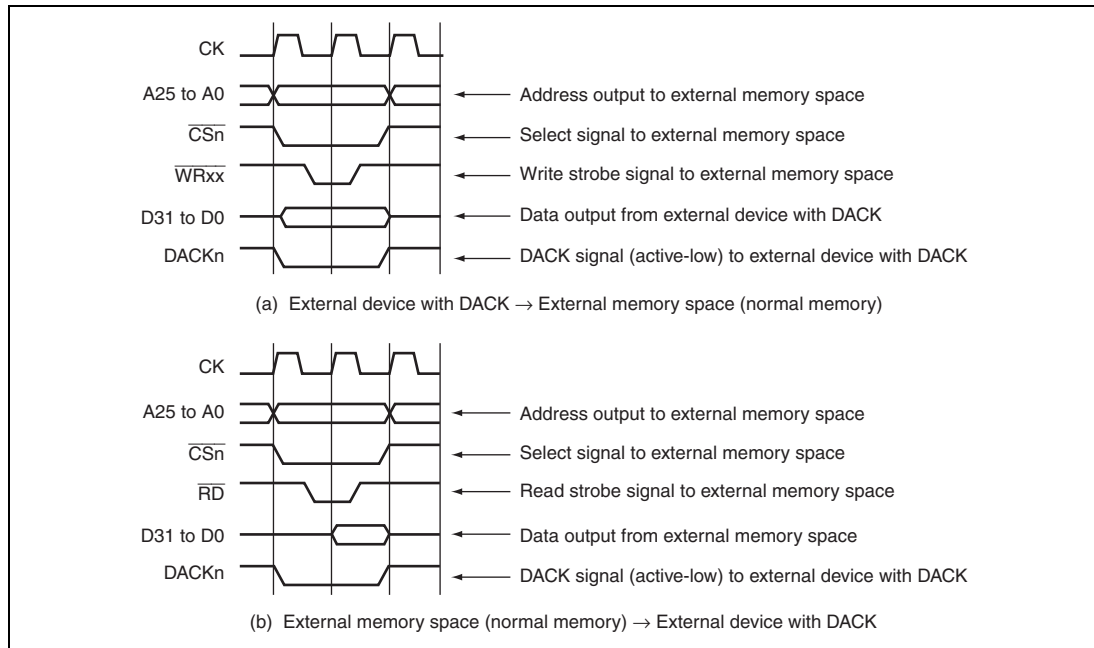 CK
A25 to A0 Address output to external memory space
CSn Select signal to external memory space
WRxx Write strobe signal to external memory space
D31 to D0 Data output from external device with DACK
DACKn DACK signal (active-low) to external device with DACK
(a) External device with DACK → External memory space (normal memory)
CK
A25 to A0 Address output to external memory space
CSn Select signal to external memory space
RD Read strobe signal to external memory space
D31 to D0 Data output from external memory space
DACKn DACK signal (active-low) to external device with DACK
(b) External memory space (normal memory) → External device with DACK